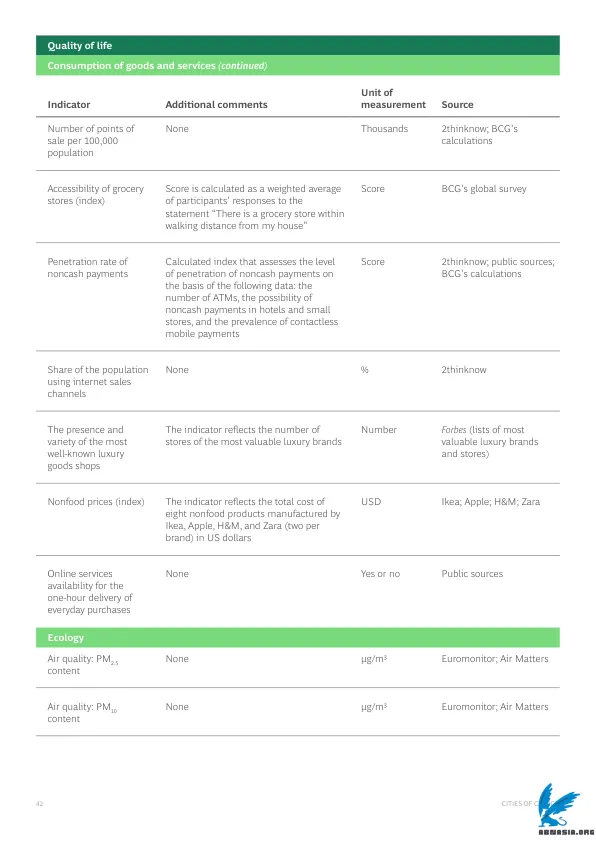 Quality of life
Consumption of goods and services (continued)
Indicator
Additional comments
Unit of
measurement
Source
Number of points of
sale per 100,000
population
None
Thousands
2thinknow; BCG's
calculations
Accessibility of grocery
stores (index)
Score is calculated as a weighted average
of participants' responses to the
statement "There is a grocery store within
walking distance from my house"
Score
BCG's global survey
Penetration rate of
noncash payments
Calculated index that assesses the level
of penetration of noncash payments on
the basis of the following data: the
number of ATMs, the possibility of
noncash payments in hotels and small
stores, and the prevalence of contactless
mobile payments
Score
2thinknow; public sources;
BCG's calculations
Share of the population
using internet sales
channels
None
%
2thinknow
The presence and
variety of the most
well-known luxury
goods shops
The indicator reflects the number of
stores of the most valuable luxury brands
Number
Forbes (lists of most
valuable luxury brands
and stores)
Nonfood prices (index)
The indicator reflects the total cost of
eight nonfood products manufactured by
Ikea, Apple, H&M, and Zara (two per
brand) in US dollars
USD
Ikea; Apple; H&M; Zara
Online services
availability for the
one-hour delivery of
everyday purchases
None
Yes or no
Public sources
Ecology
Air quality: PM2.5
content
None
µg/m³
Euromonitor; Air Matters
Air quality: PM10
content
None
µg/m³
Euromonitor; Air Matters
42
CITIES OF
ABNASIA.ORG